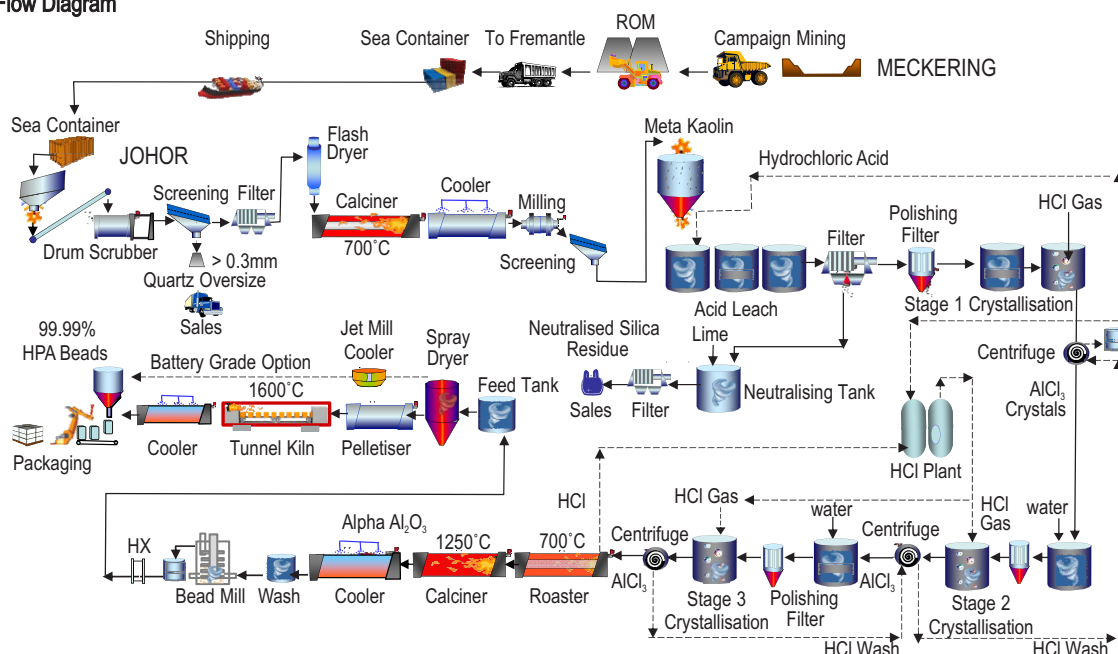 Flow Diagram
Shipping
Sea Container
To Fremantle
ROM
Campaign Mining
MECKERING
Sea Container
JOHOR
Flash
Dryer
Meta Kaolin
Hydrochloric Acid
Screening
Filter
Calciner
Cooler
Milling
Polishing
Filter
HCl Gas
Drum Scrubber
700˚C
Screening
Filter
> 0.3mm
Quartz Oversize
Sales
Acid Leach
Stage 1 Crystallisation
99.99%
HPA Beads
Battery Grade Option
Jet Mill
Cooler
Spray
Dryer
Neutralised Silica
Residue
Lime
Centrifuge
1600˚C
Feed Tank
Sales
Filter
Neutralising Tank
AlCl3
Crystals
Packaging
Cooler
Tunnel Kiln
Pelletiser
HCl Plant
HCl
HCl Gas
HCl
Gas
water
water
HX
Alpha Al2O3
1250˚C
700˚C
Centrifuge
Centrifuge
AlCl3
AlCl3
Bead Mill
Wash
Cooler
Calciner
Roaster
Stage 3
Crystallisation
Polishing
Filter
Stage 2
Crystallisation
HCl Wash
HCl Wash